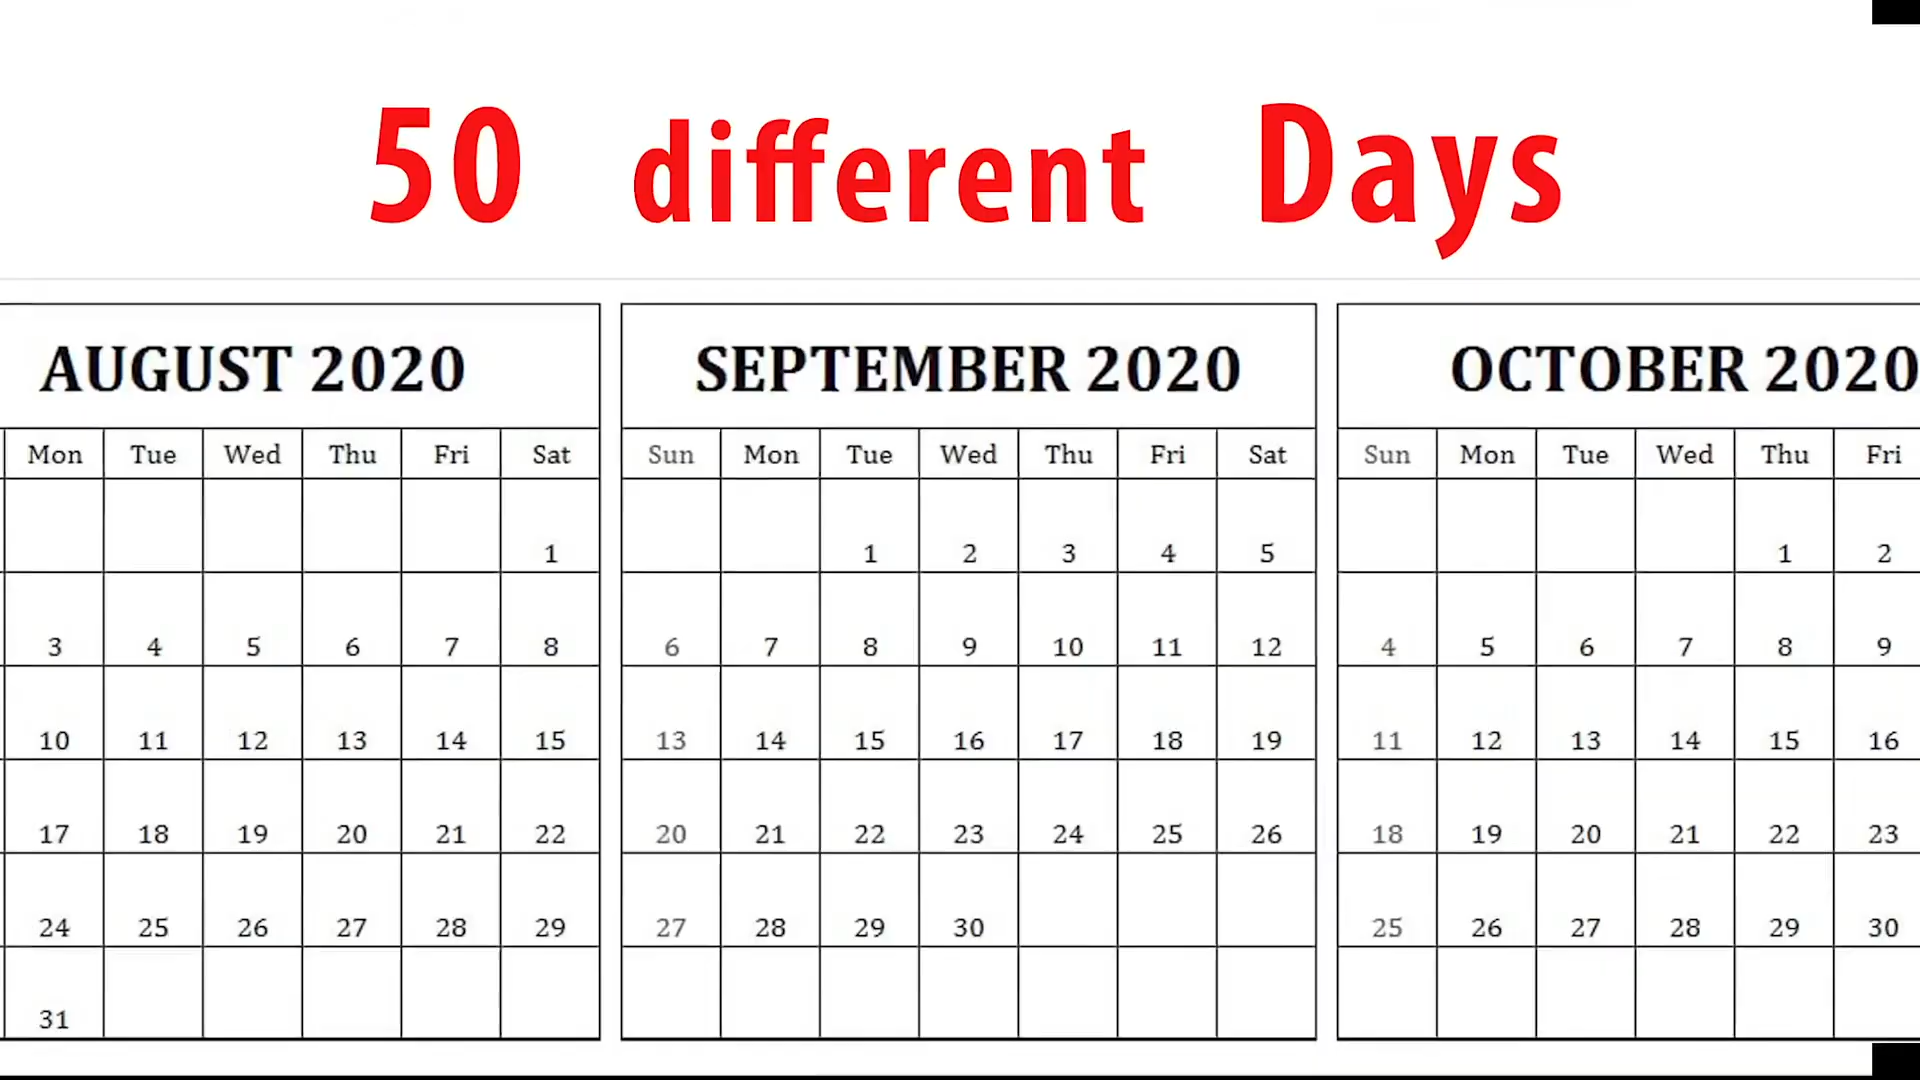 50 different Days
AUGUST 2020
Mon Tue Wed Thu Fri Sat
1
3 4 5 6 7 8
10 11 12 13 14 15
17 18 19 20 21 22
24 25 26 27 28 29
31
SEPTEMBER 2020
Sun Mon Tue Wed Thu Fri Sat
1 2 3 4 5
6 7 8 9 10 11 12
13 14 15 16 17 18 19
20 21 22 23 24 25 26
27 28 29 30
OCTOBER 2020
Sun Mon Tue Wed Thu Fri
1 2
4 5 6 7 8 9
11 12 13 14 15 16
18 19 20 21 22 23
25 26 27 28 29 30